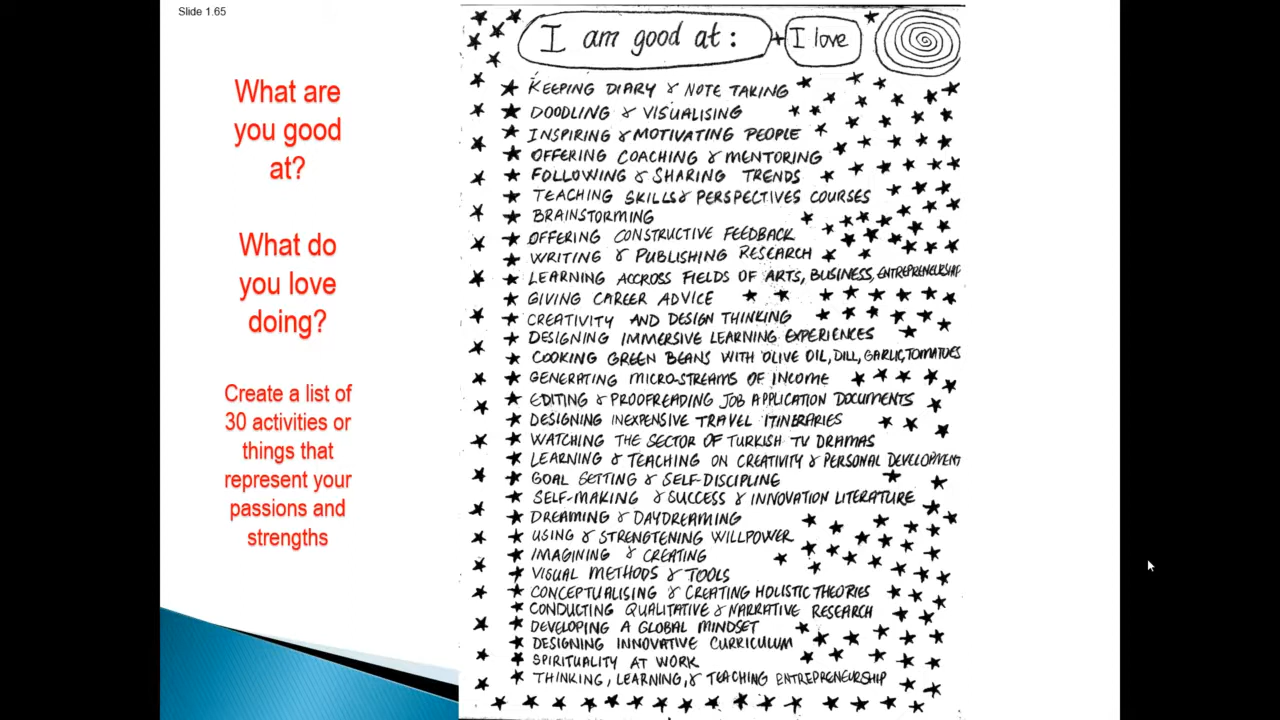 Slide 1.65
What are
you good
at?
What do
you love
doing?
Create a list of
30 activities or
things that
represent your
passions and
strengths
I am good at: + I love
KEEPING DIARY & NOTE TAKING
DOODLING & VISUALISING
INSPIRING & MOTIVATING PEOPLE
OFFERING COACHING & MENTORING
FOLLOWING & SHARING TRENDS
TEACHING SKILLS & PERSPECTIVES COURSES
BRAINSTORMING
OFFERING CONSTRUCTIVE FEEDBACK
WRITING & PUBLISHING RESEARCH
LEARNING ACCROSS FIELDS OF ARTS, BUSINESS, ENTREPRENEURSHIP
GIVING CAREER ADVICE
CREATIVITY AND DESIGN THINKING
DESIGNING IMMERSIVE LEARNING EXPERIENCES
COOKING GREEN BEANS WITH OLIVE OIL, DILL, GARLIC, TOMATOES
GENERATING MICRO-STREAMS OF INCOME
EDITING & PROOFREADING JOB APPLICATION DOCUMENTS
DESIGNING INEXPENSIVE TRAVEL ITINERARIES
WATCHING THE SECTOR OF TURKISH TV DRAMAS
LEARNING & TEACHING ON CREATIVITY & PERSONAL DEVELOPMENT
GOAL SETTING & SELF-DISCIPLINE
SELF-MAKING & SUCCESS & INNOVATION LITERATURE
DREAMING & DAYDREAMING
USING & STRENGTENING WILLPOWER
IMAGINING & CREATING
VISUAL METHODS & TOOLS
CONCEPTUALISING & CREATING HOLISTIC THEORIES
CONDUCTING QUALITATIVE & NARRATIVE RESEARCH
DEVELOPING A GLOBAL MINDSET
DESIGNING INNOVATIVE CURRICULUM
SPIRITUALITY AT WORK
THINKING, LEARNING, & TEACHING ENTREPRENEURSHIP